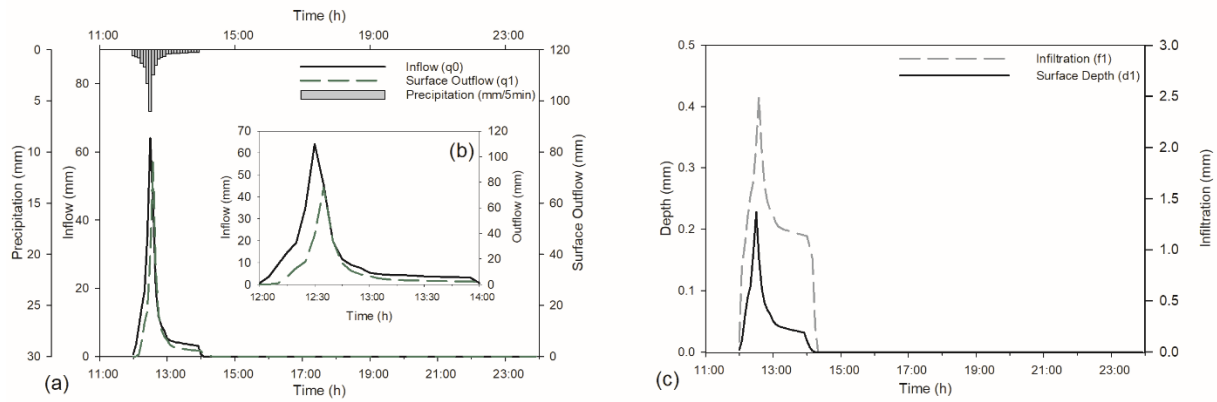 Time (h)
11:00 15:00 19:00 23:00
0 5 10 15 20 25 30
Precipitation (mm)
80 60 40 20 0
Inflow (mm)
Inflow (q0)
Surface Outflow (q1)
Precipitation (mm/5min)
120 100 80 60 40 20 0
Surface Outflow (mm)
(b)
70 60 50 40 30 20 10 0
Inflow (mm)
120 100 80 60 40 20 0
Outflow (mm)
12:00 12:30 13:00 13:30 14:00
Time (h)
11:00 13:00 15:00 17:00 19:00 21:00 23:00
Time (h)
(a)
0.5 0.4 0.3 0.2 0.1 0.0
Depth (mm)
Infiltration (f1)
Surface Depth (d1)
3.0 2.5 2.0 1.5 1.0 0.5 0.0
Infiltration (mm)
11:00 13:00 15:00 17:00 19:00 21:00 23:00
Time (h)
(c)